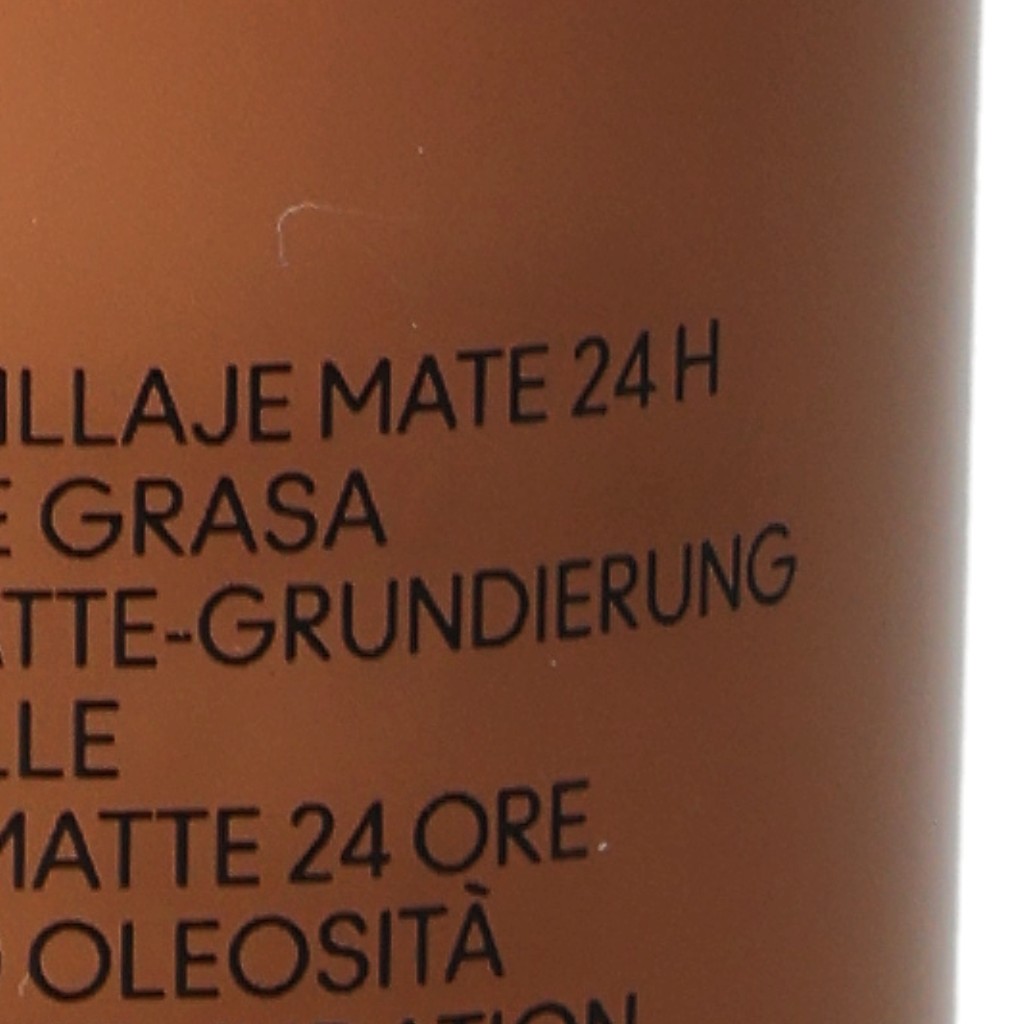 ILLAJE MATE 24 H
E GRASA
ATTE-GRUNDIERUNG
LLE
MATTE 24 ORE
OLEOSITÀ